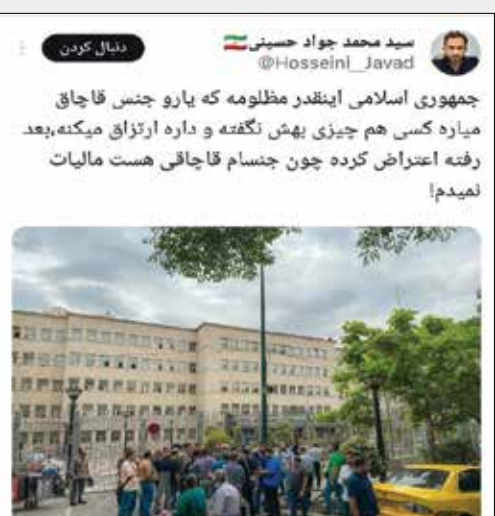 سید محمد جواد حسینی🇮🇷
@Hosseini_Javad
دنبال کردن
جمهوری اسلامی اینقدر مظلومه که یارو جنس قاچاق
میاره کسی هم چیزی بهش نگفته و داره ارتزاق میکنه،بعد
رفته اعتراض کرده چون جنسام قاچاقی هست مالیات
نمیدم!